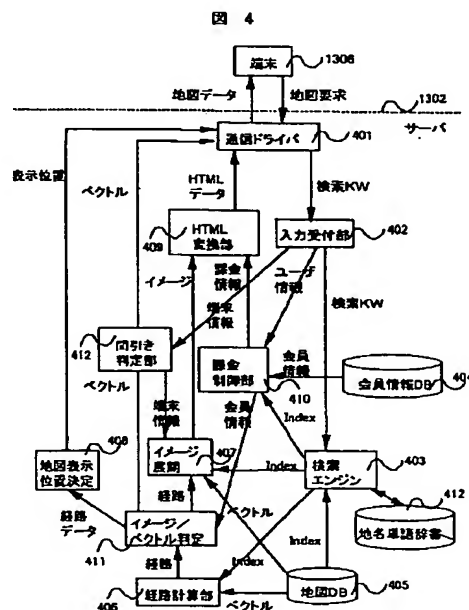 図 4
端末
1306
地図データ
地図要求
1302
サーバ
通信ドライバ
401
表示位置
ベクトル
HTML
データ
検索KW
HTML
変換部
409
入力受付部
402
イメージ
課金
情報
ユーザ
情報
検索KW
端末
情報
412
間引き
判定部
課金
制御部
410
会員
情報
会員情報DB
404
ベクトル
端末
情報
会員
情報
Index
408
地図表示
位置決定
イメージ
展開
407
Index
検索
エンジン
403
経路
データ
経路
412
地名単語辞書
イメージ/
ベクトル判定
411
ベクトル
Index
Index
経路
経路計算部
406
ベクトル
地図DB
405